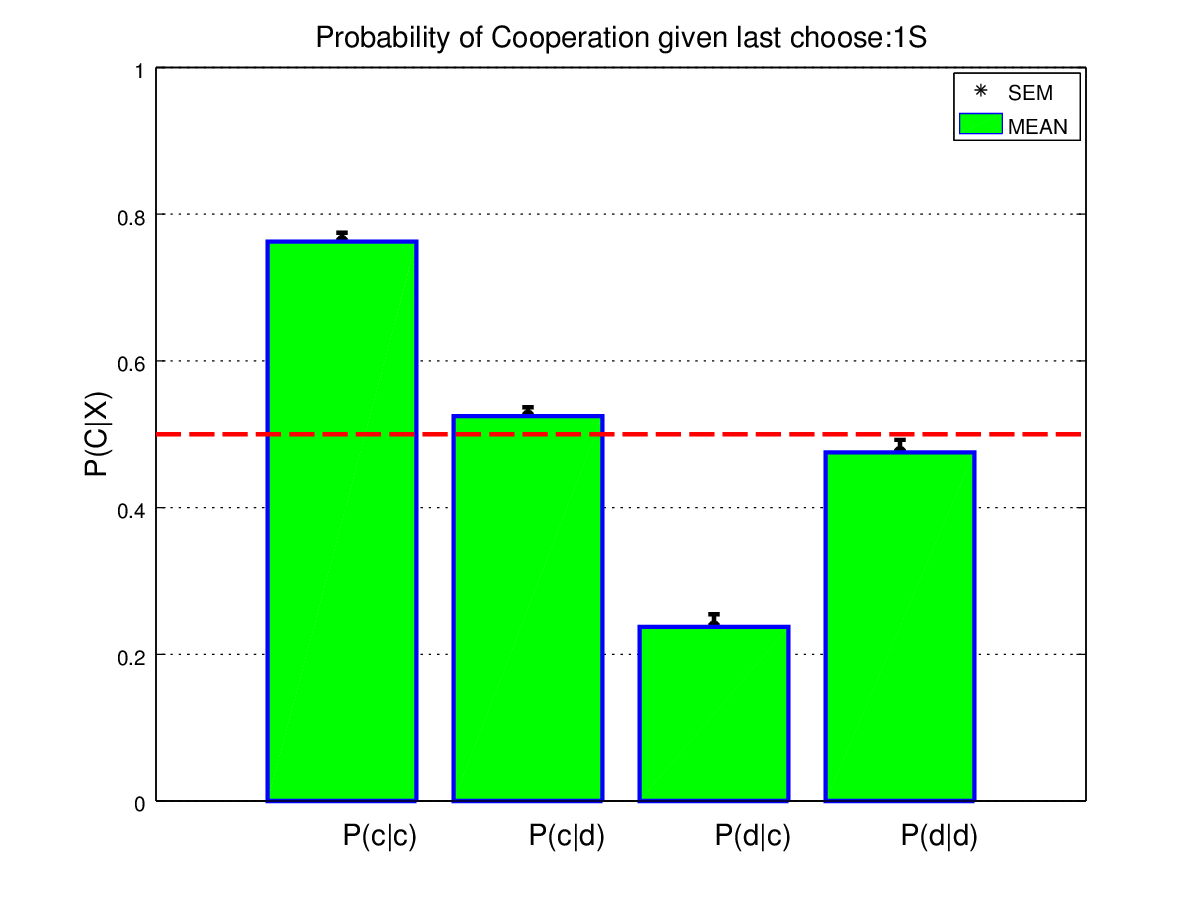 Probability of Cooperation given last choose:1S
SEM
MEAN
P(C|X)
1
0.8
0.6
0.4
0.2
0
P(c|c)
P(c|d)
P(d|c)
P(d|d)